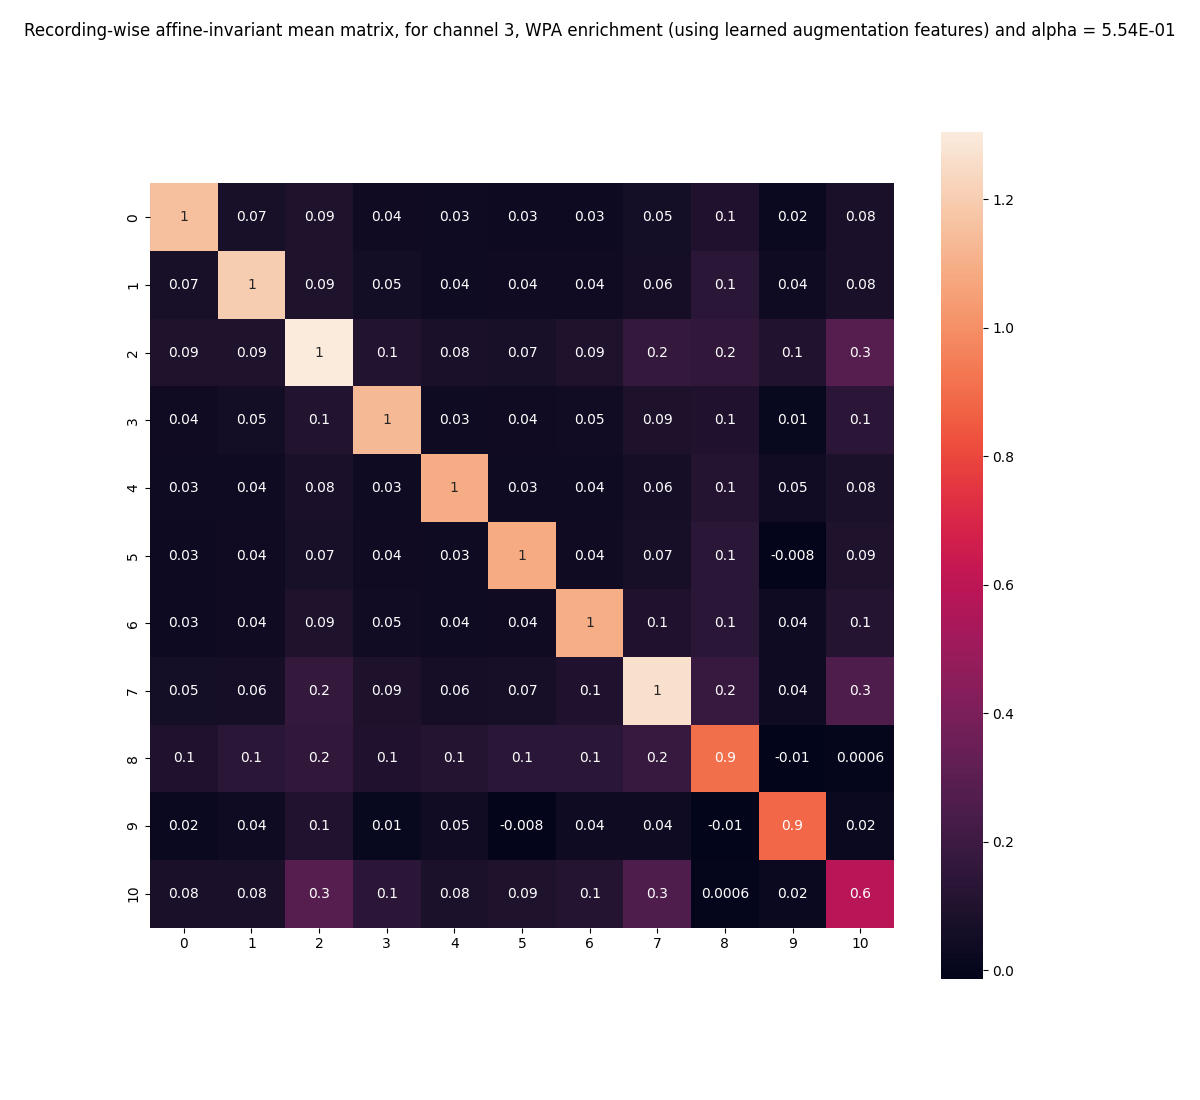 Recording-wise affine-invariant mean matrix, for channel 3, WPA enrichment (using learned augmentation features) and alpha = 5.54E-01
0 1 0.07 0.09 0.04 0.03 0.03 0.03 0.05 0.1 0.02 0.08
1 0.07 1 0.09 0.05 0.04 0.04 0.04 0.06 0.1 0.04 0.08
2 0.09 0.09 1 0.1 0.08 0.07 0.09 0.2 0.2 0.1 0.3
3 0.04 0.05 0.1 1 0.03 0.04 0.05 0.09 0.1 0.01 0.1
4 0.03 0.04 0.08 0.03 1 0.03 0.04 0.06 0.1 0.05 0.08
5 0.03 0.04 0.07 0.04 0.03 1 0.04 0.07 0.1 -0.008 0.09
6 0.03 0.04 0.09 0.05 0.04 0.04 1 0.1 0.1 0.04 0.1
7 0.05 0.06 0.2 0.09 0.06 0.07 0.1 1 0.2 0.04 0.3
8 0.1 0.1 0.2 0.1 0.1 0.1 0.1 0.2 0.9 -0.01 0.0006
9 0.02 0.04 0.1 0.01 0.05 -0.008 0.04 0.04 -0.01 0.9 0.02
10 0.08 0.08 0.3 0.1 0.08 0.09 0.1 0.3 0.0006 0.02 0.6
0 1 2 3 4 5 6 7 8 9 10
1.2
1.0
0.8
0.6
0.4
0.2
0.0